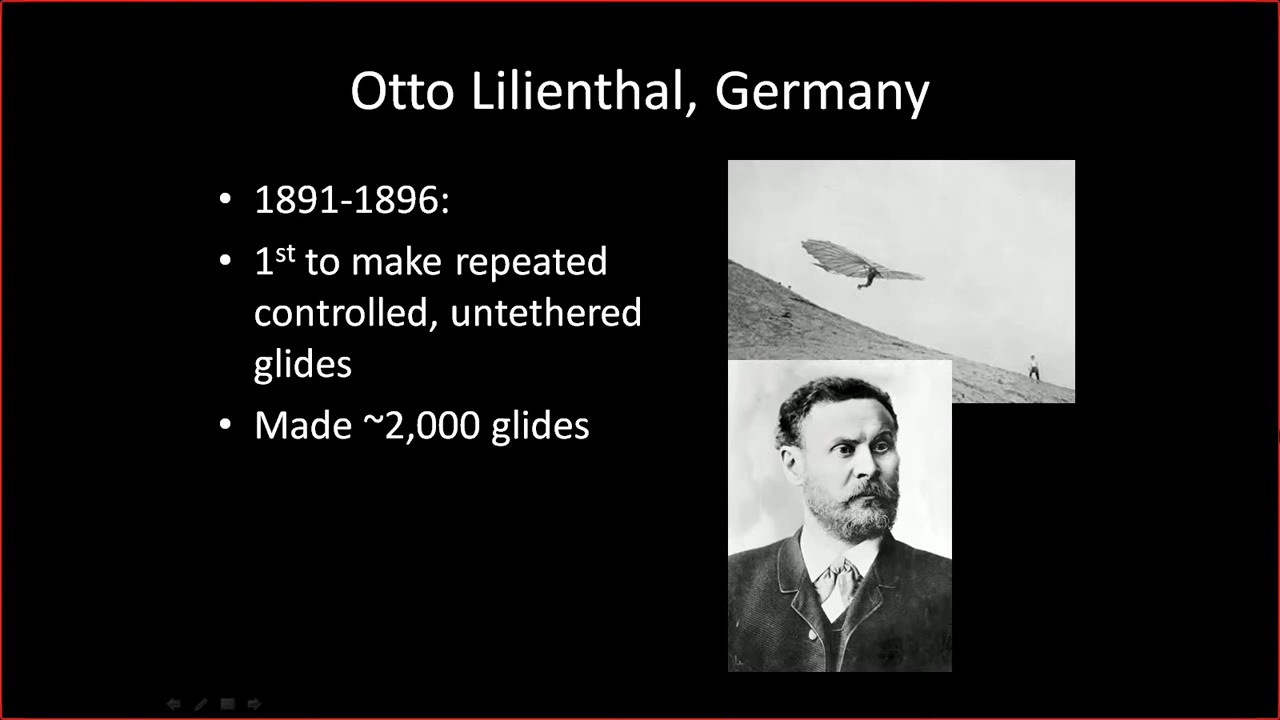 Otto Lilienthal, Germany
• 1891-1896:
• 1st to make repeated
controlled, untethered
glides
• Made ~2,000 glides